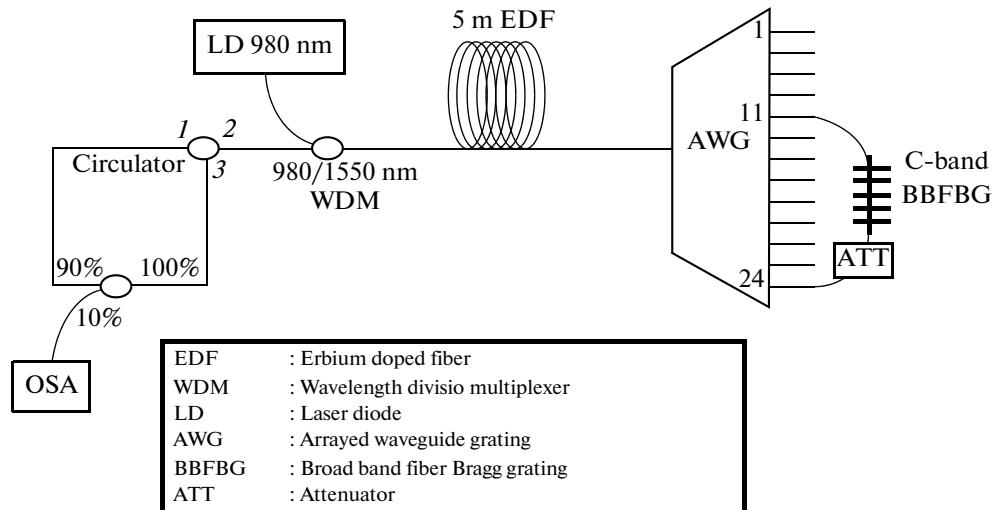 5 m EDF
LD 980 nm
1
11
24
AWG
1
2
3
Circulator
980/1550 nm
WDM
C-band
BBFBG
ATT
90%
100%
10%
OSA
EDF : Erbium doped fiber
WDM : Wavelength divisio multiplexer
LD : Laser diode
AWG : Arrayed waveguide grating
BBFBG : Broad band fiber Bragg grating
ATT : Attenuator